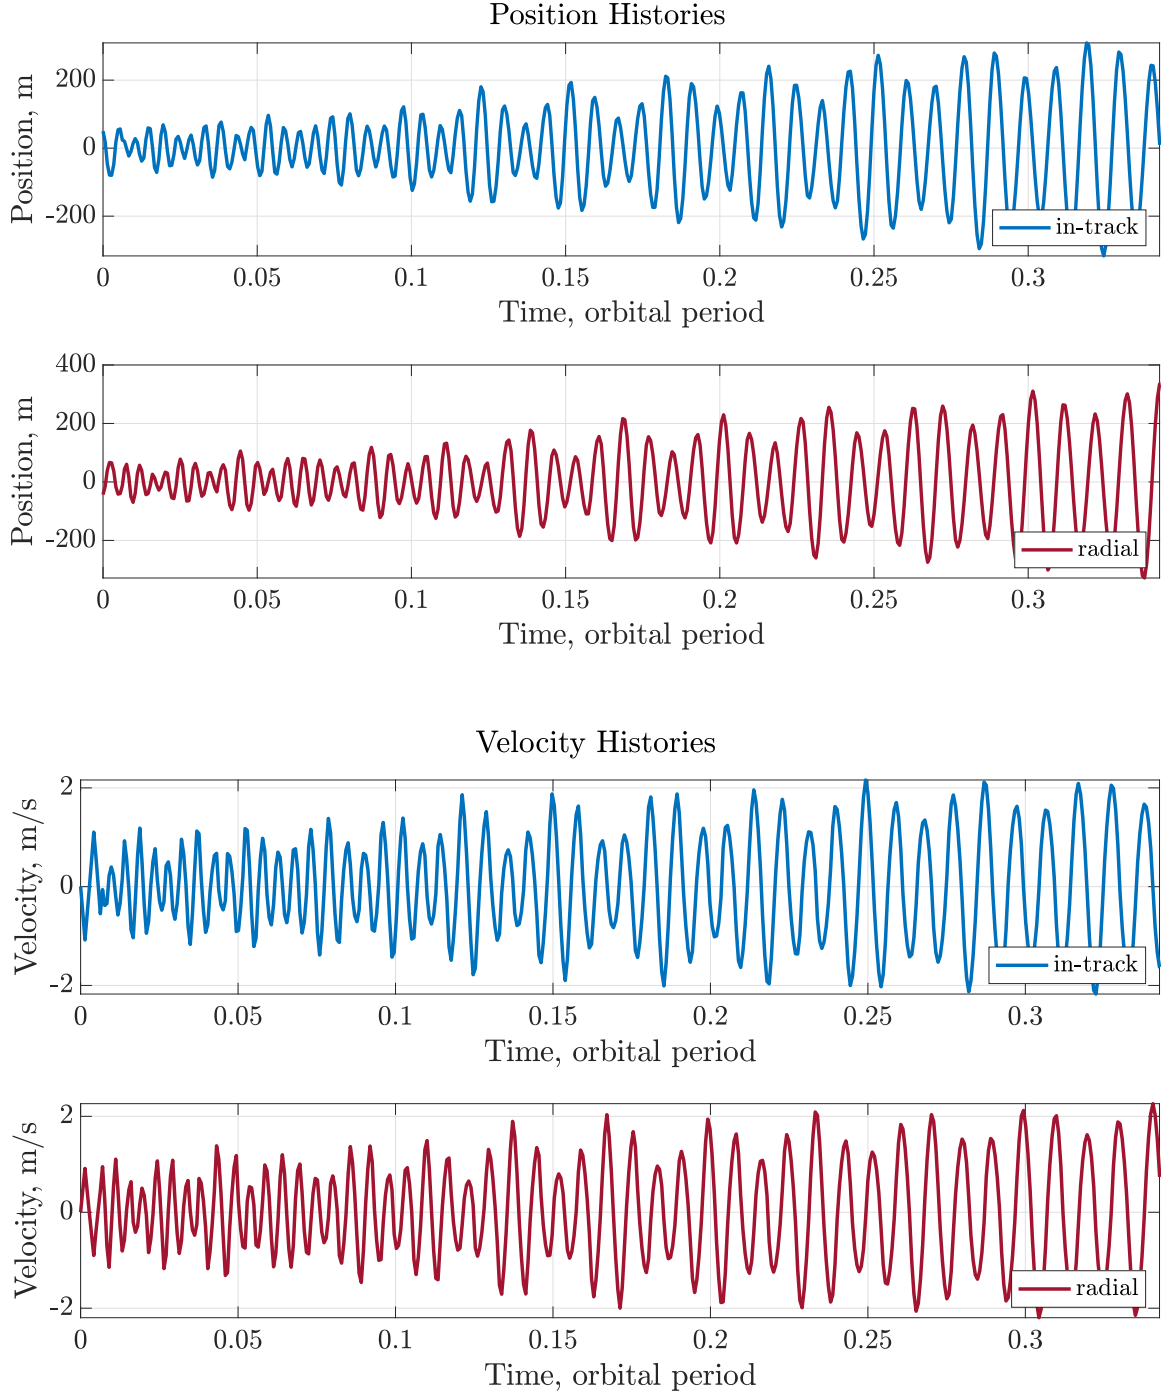 Position Histories
Position, m
200
0
-200
in-track
0 0.05 0.1 0.15 0.2 0.25 0.3
Time, orbital period
Position, m
400
200
0
-200
radial
0 0.05 0.1 0.15 0.2 0.25 0.3
Time, orbital period
Velocity Histories
Velocity, m/s
2
0
-2
in-track
0 0.05 0.1 0.15 0.2 0.25 0.3
Time, orbital period
Velocity, m/s
2
0
-2
radial
0 0.05 0.1 0.15 0.2 0.25 0.3
Time, orbital period